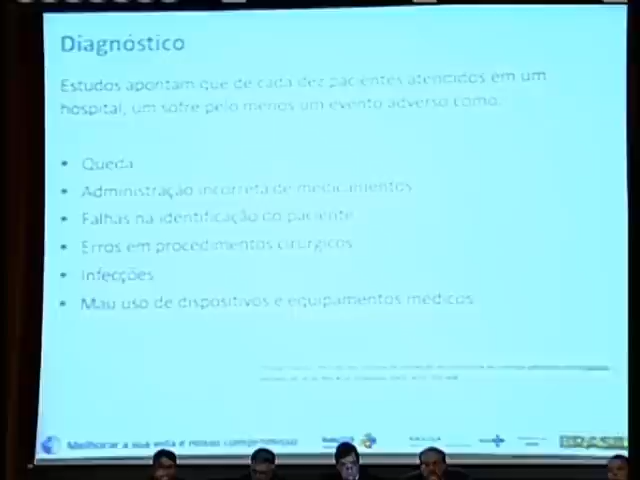 Diagnóstico
Estudos apontam que de cada dez pacientes atendidos em um
hospital, um sofre pelo menos um evento adverso como:
• Queda
• Administração incorreta de medicamentos
• Falhas na identificação do paciente
• Erros em procedimentos cirúrgicos
• Infecções
• Mau uso de dispositivos e equipamentos médicos
Melhorar a sua vida é nosso compromisso BRASIL